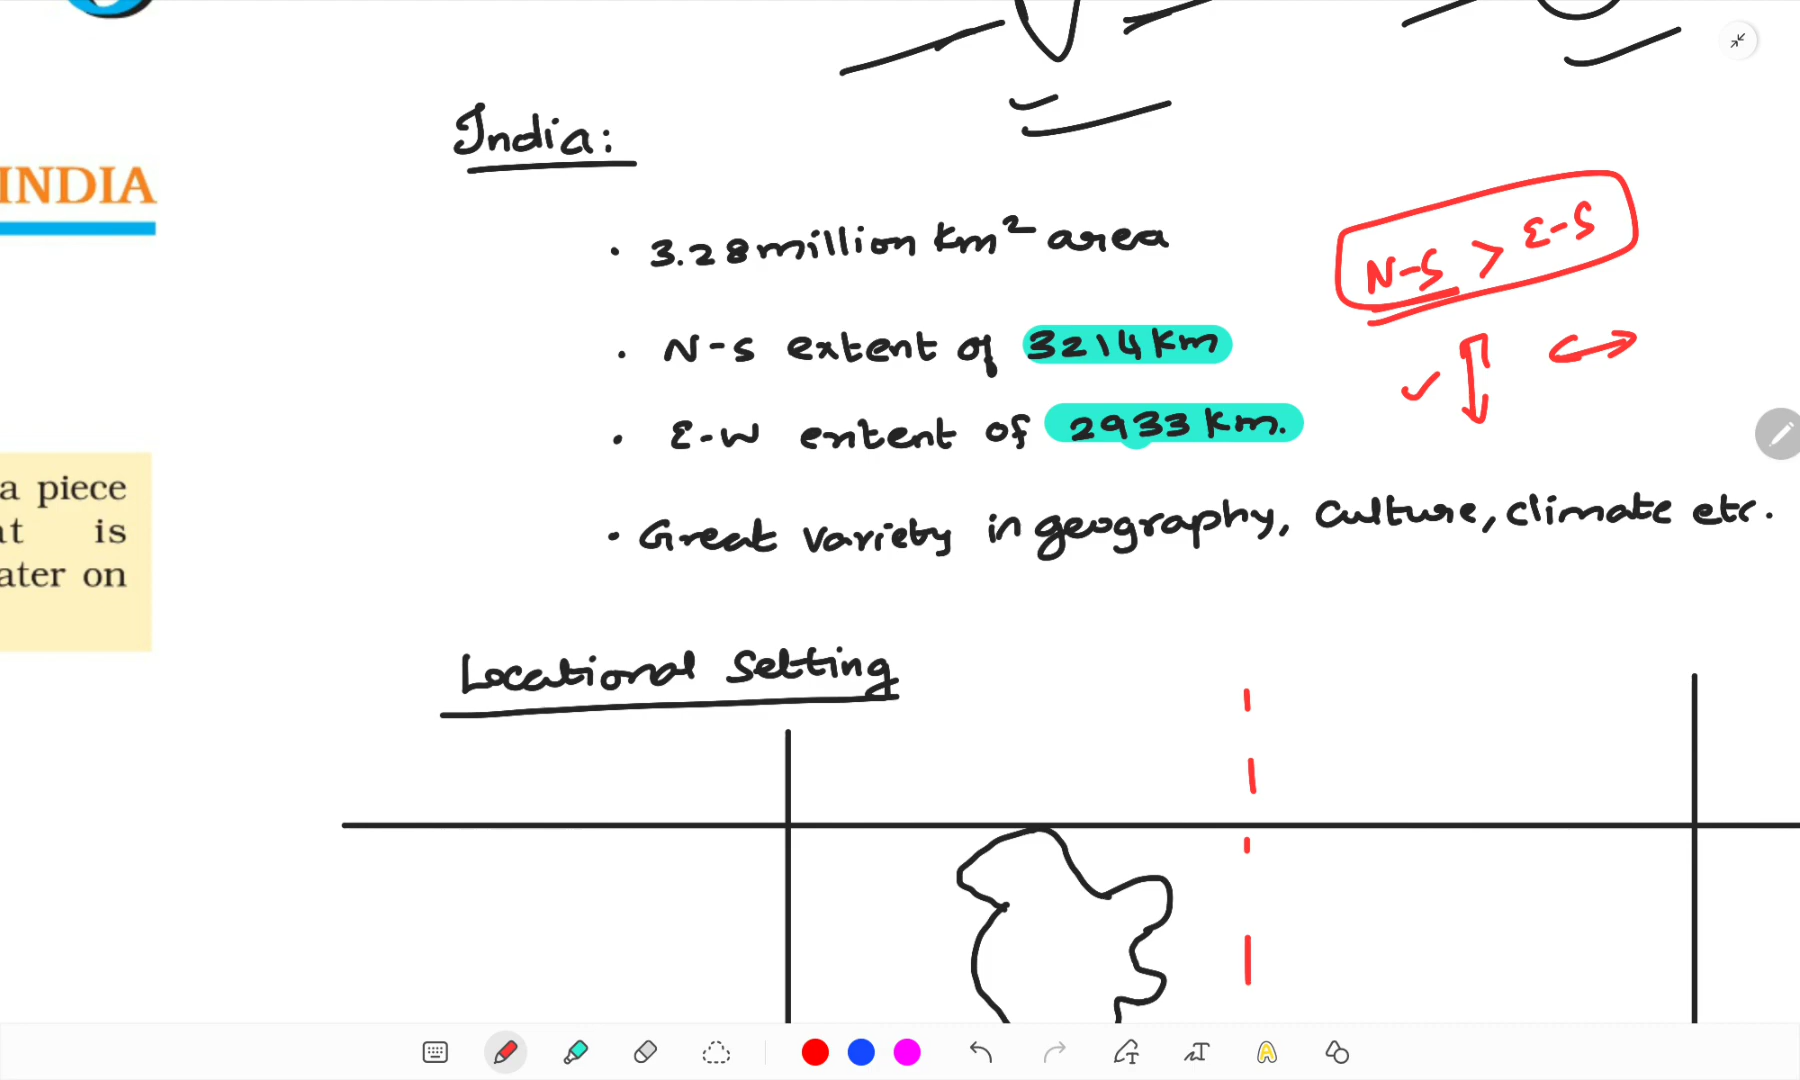 India:
INDIA
. 3.28 million km² area
N-S > E-S
. N-S extent of 3214 km
. E-W extent of 2933 km.
a piece
at is
ater on
. Great variety in geography, culture, climate etc.
Locational Setting